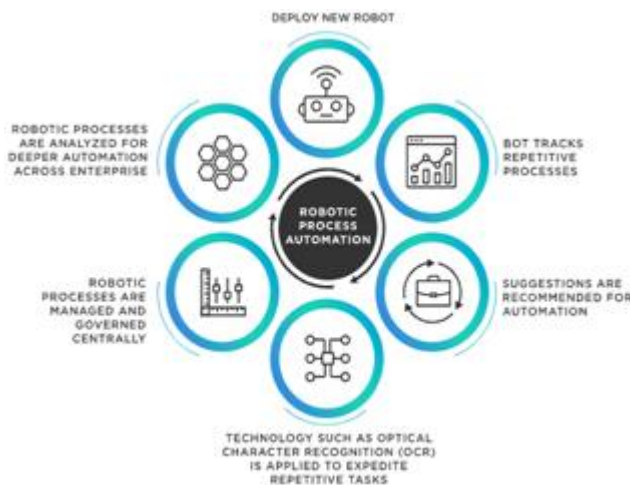 DEPLOY NEW ROBOT
BOT TRACKS
REPETITIVE
PROCESSES
SUGGESTIONS ARE
RECOMMENDED FOR
AUTOMATION
TECHNOLOGY SUCH AS OPTICAL
CHARACTER RECOGNITION (OCR)
IS APPLIED TO EXPEDITE
REPETITIVE TASKS
ROBOTIC
PROCESSES ARE
MANAGED AND
GOVERNED
CENTRALLY
ROBOTIC PROCESSES
ARE ANALYZED FOR
DEEPER AUTOMATION
ACROSS ENTERPRISE
ROBOTIC
PROCESS
AUTOMATION